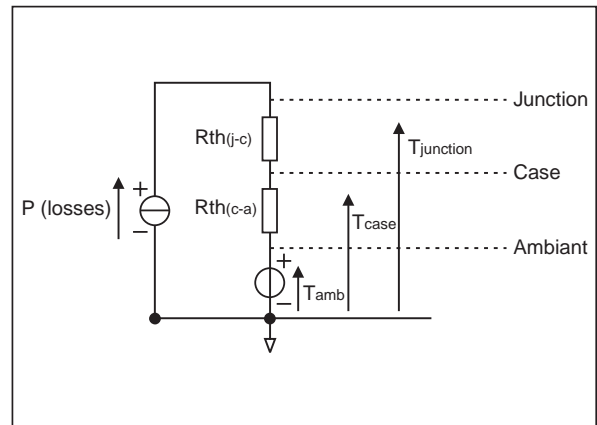 Junction
Rth(j-c)
Tjunction
Case
P (losses)
+
−
Rth(c-a)
Tcase
Ambiant
+
−
Tamb